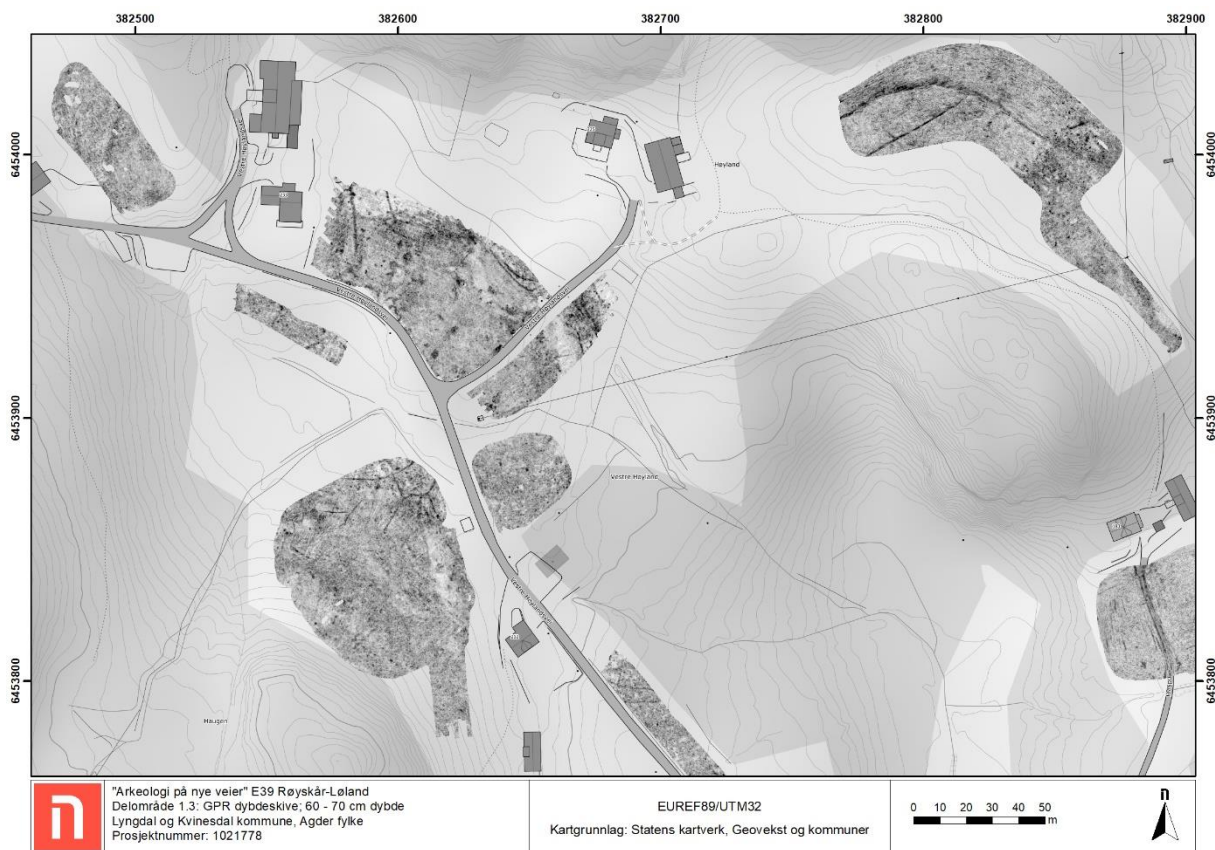 382500 382600 382700 382800 382900
6454000 6454000
Høyland
Vestre Høyland
6453900 6453900
Vestre Høyland
6453800 6453800
Haugen
n
"Arkeologi på nye veier" E39 Røyskår-Løland
Delområde 1.3: GPR dybdeskive; 60 - 70 cm dybde
Lyngdal og Kvinesdal kommune, Agder fylke
Prosjektnummer: 1021778
EUREF89/UTM32
Kartgrunnlag: Statens kartverk, Geovekst og kommuner
0 10 20 30 40 50
m
n